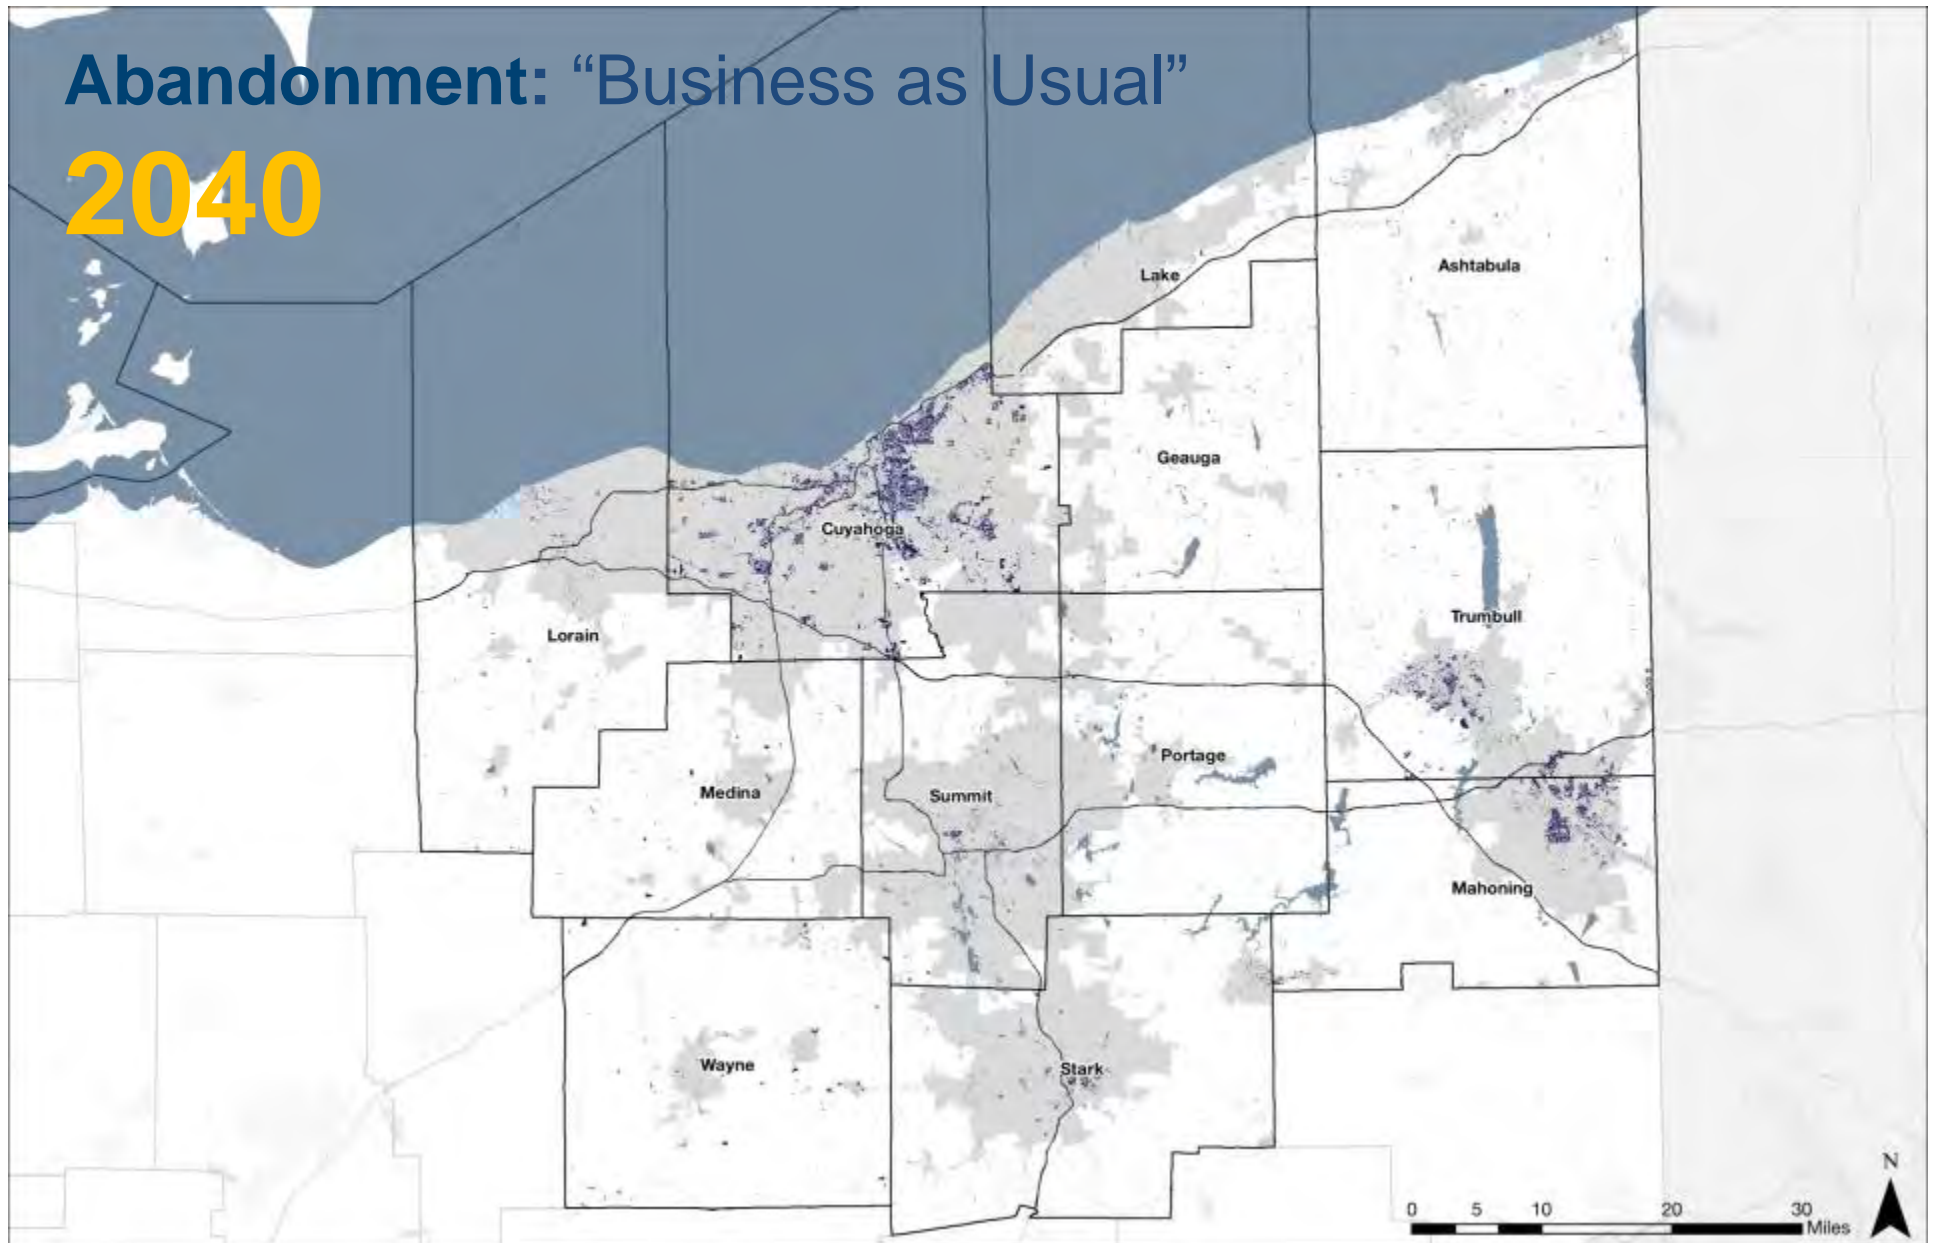 Abandonment: “Business as Usual”
2040
Lake
Ashtabula
Geauga
Cuyahoga
Trumbull
Lorain
Portage
Medina
Summit
Mahoning
Wayne
Stark
N
0 5 10 20 30
Miles